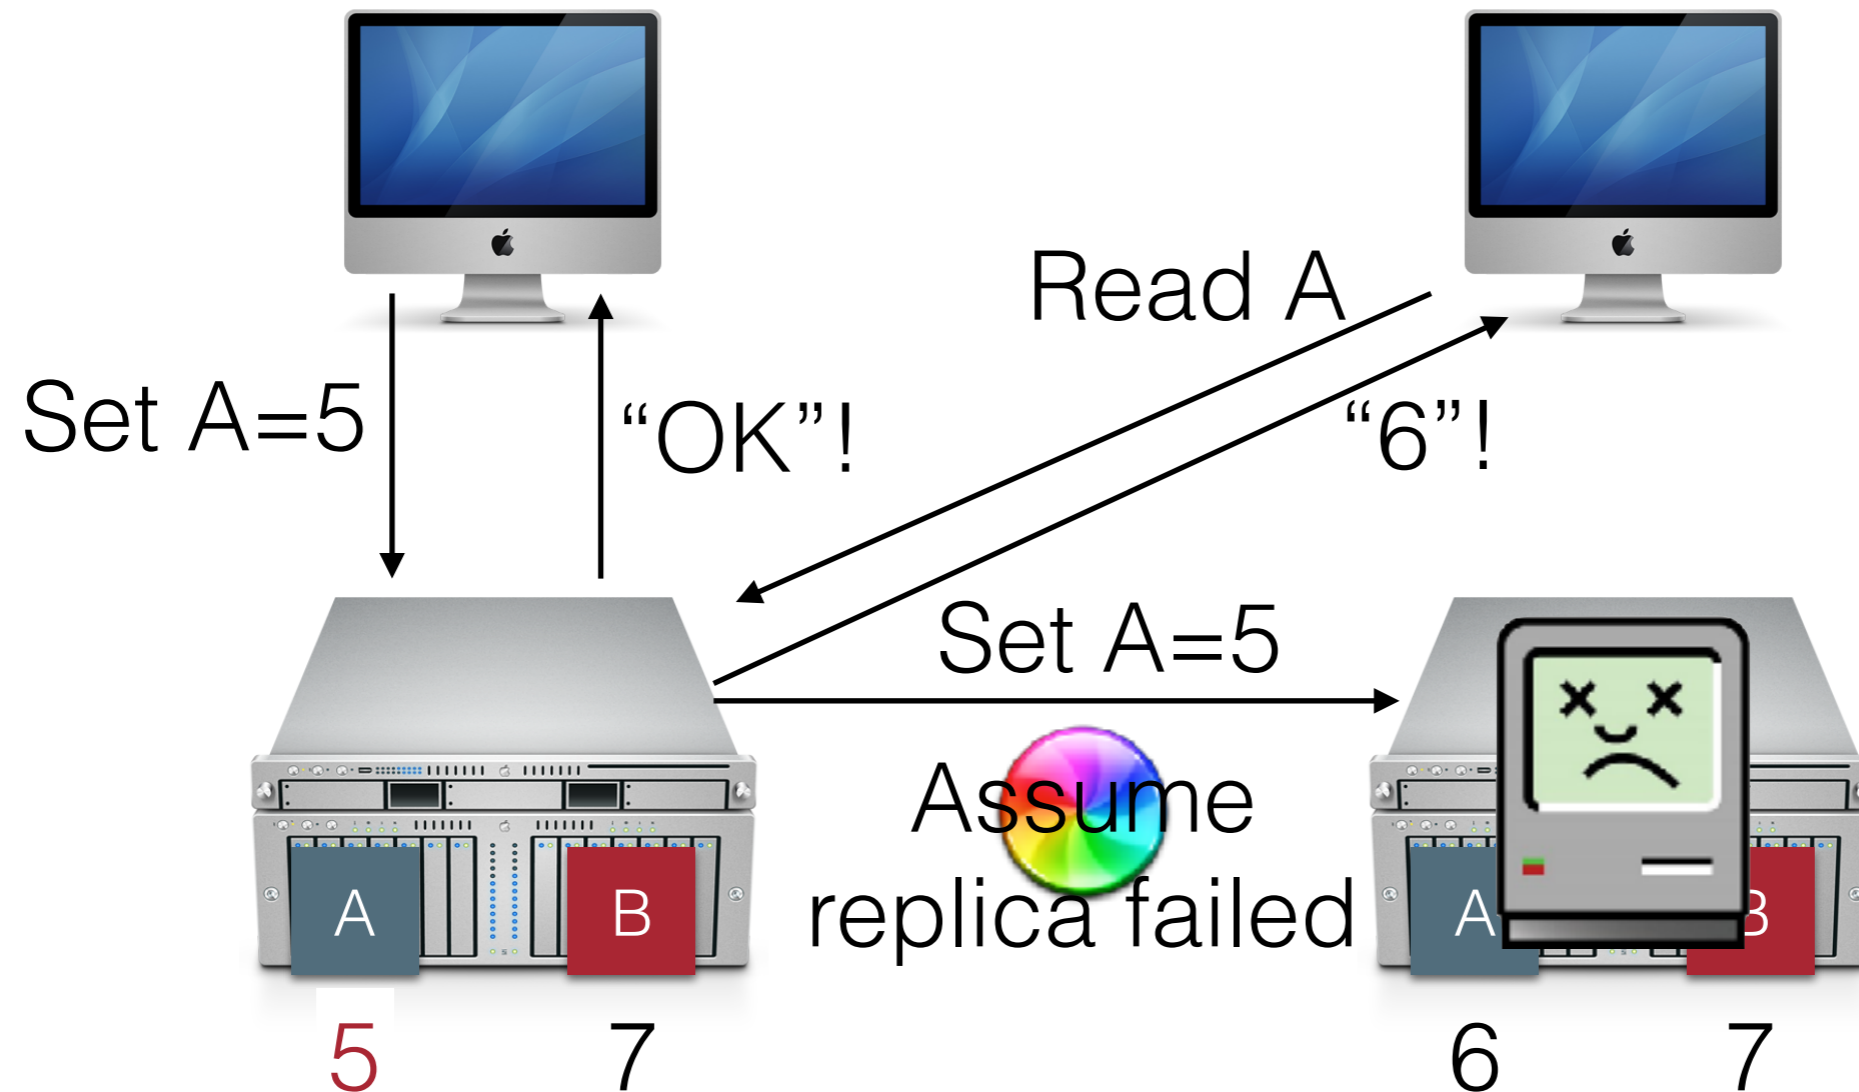 Read A
Set A=5
“OK”!
“6”!
Set A=5
Assume
replica failed
A
B
A
B
5
7
6
7